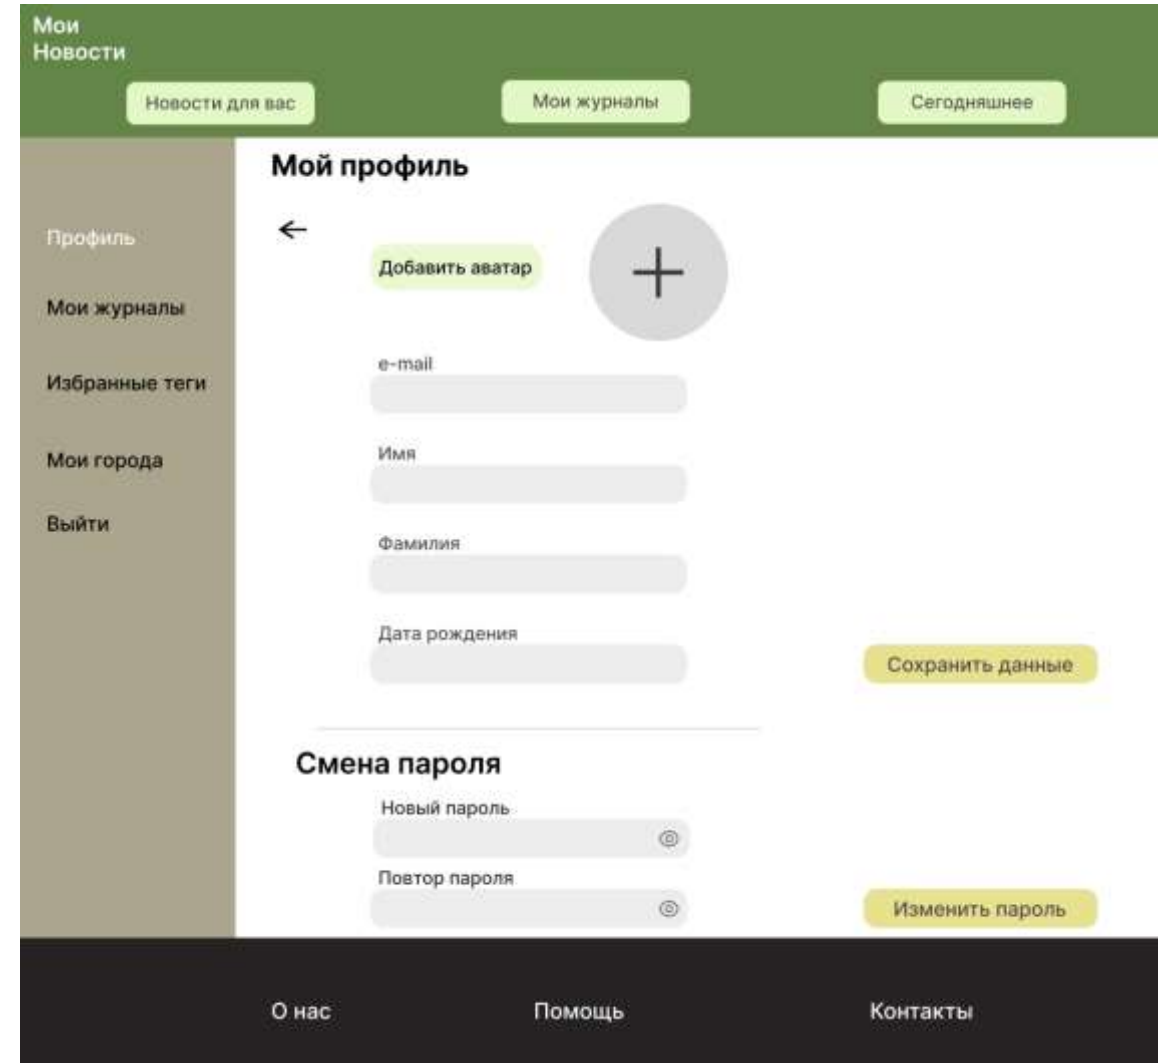 Мои
Новости
Новости для вас
Мои журналы
Сегодняшнее
Мой профиль
Профиль
Добавить аватар
Мои журналы
e-mail
Избранные теги
Имя
Мои города
Выйти
Фамилия
Дата рождения
Сохранить данные
Смена пароля
Новый пароль
Повтор пароля
Изменить пароль
О нас
Помощь
Контакты